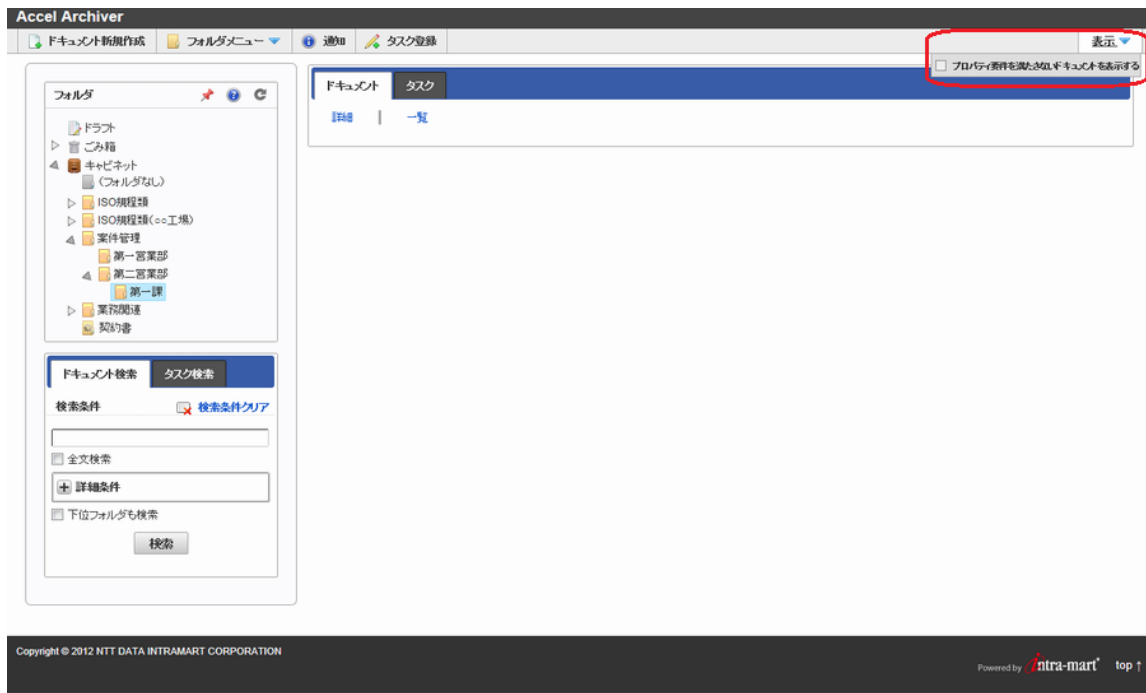 Accel Archiver
ドキュメント新規作成 フォルダメニュー 通知 タスク登録 表示
プロパティ要件を満たさないドキュメントを表示する
フォルダ
ドラフト
ごみ箱
キャビネット
(フォルダなし)
ISO規程類
ISO規程類(○○工場)
案件管理
第一営業部
第二営業部
第一課
業務関連
契約書
ドキュメント タスク
詳細 | 一覧
ドキュメント検索 タスク検索
検索条件 検索条件クリア
全文検索
詳細条件
下位フォルダも検索
検索
Copyright © 2012 NTT DATA INTRAMART CORPORATION
Powered by intra-mart top ↑